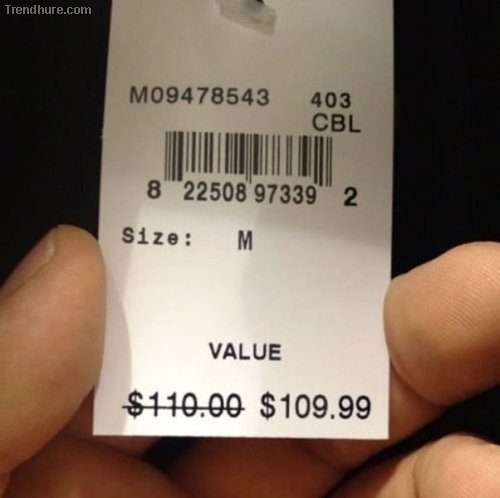 Trendhure.com
M09478543 403
CBL
8 22508 97339 2
Size: M
VALUE
$110.00 $109.99